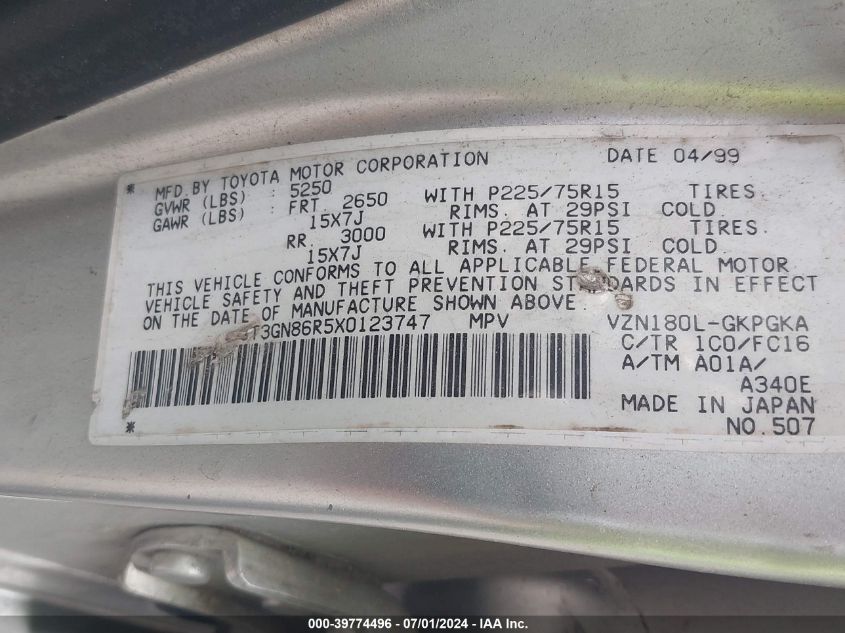 * MFD.BY TOYOTA MOTOR CORPORATION DATE 04/99
GVWR (LBS) : 5250
GAWR (LBS) : FRT 2650 WITH P225/75R15 TIRES.
15X7J RIMS. AT 29PSI COLD.
RR. 3000 WITH P225/75R15 TIRES.
15X7J RIMS. AT 29PSI COLD.
THIS VEHICLE CONFORMS TO ALL APPLICABLE FEDERAL MOTOR
VEHICLE SAFETY AND THEFT PREVENTION STANDARDS IN EFFECT
ON THE DATE OF MANUFACTURE SHOWN ABOVE.
T3GN86R5X0123747 MPV VZN180L-GKPGKA
C/TR 1C0/FC16
A/TM A01A/
A340E
MADE IN JAPAN
* NO.507
000-39774496 - 07/01/2024 - IAA Inc.